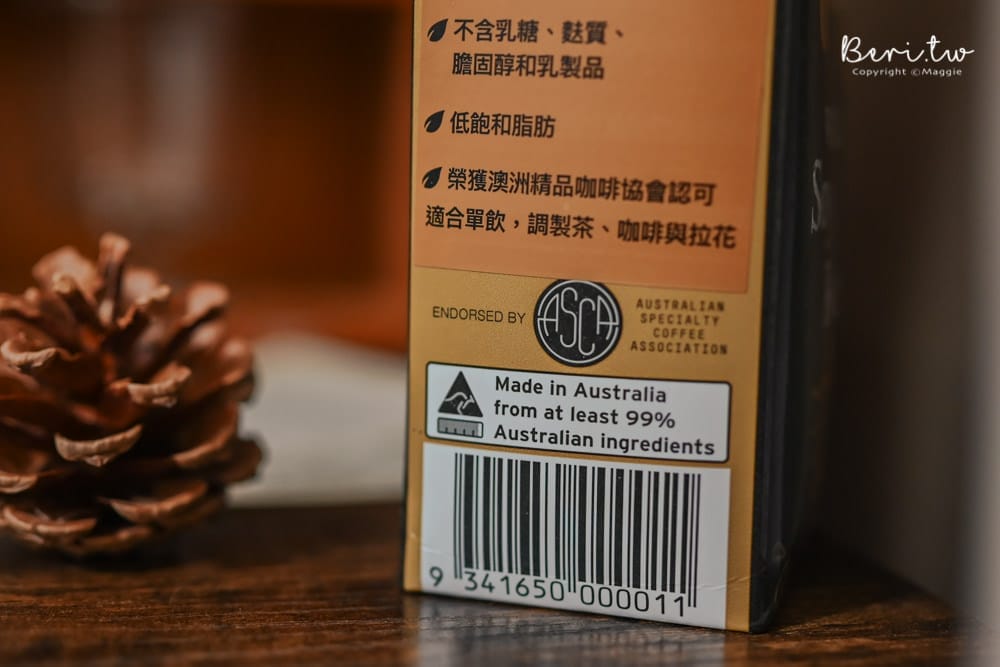 Beri.tw
Copyright ©Maggie
不含乳糖、麩質、
膽固醇和乳製品
低飽和脂肪
榮獲澳洲精品咖啡協會認可
適合單飲,調製茶、咖啡與拉花
ENDORSED BY
ASCA
AUSTRALIAN
SPECIALTY
COFFEE
ASSOCIATION
Made in Australia
from at least 99%
Australian ingredients
9 341650 000011
S